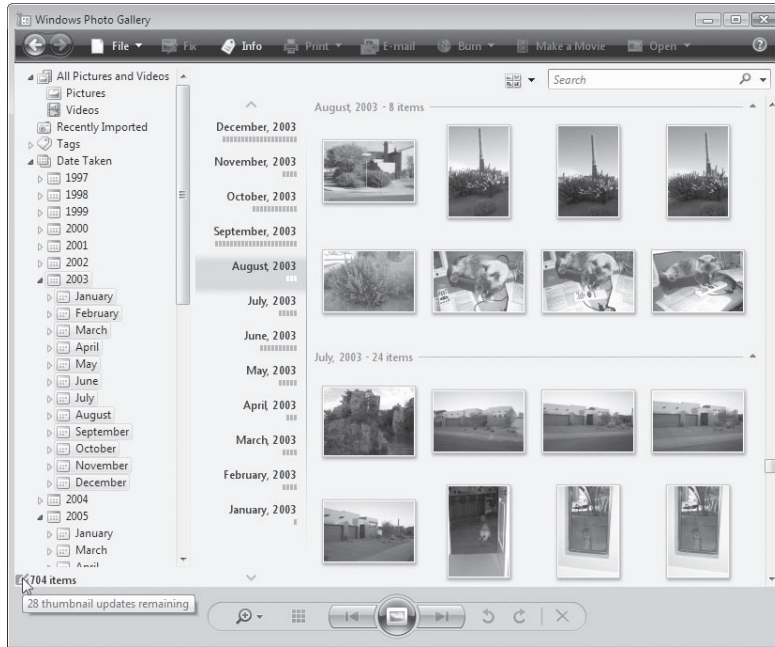 Windows Photo Gallery
File Fix Info Print E-mail Burn Make a Movie Open
All Pictures and Videos
Pictures
Videos
Recently Imported
Tags
Date Taken
1997
1998
1999
2000
2001
2002
2003
January
February
March
April
May
June
July
August
September
October
November
December
2004
2005
January
March
April
704 items
28 thumbnail updates remaining
December, 2003
November, 2003
October, 2003
September, 2003
August, 2003
July, 2003
June, 2003
May, 2003
April, 2003
March, 2003
February, 2003
January, 2003
Search
August, 2003 - 8 items
July, 2003 - 24 items